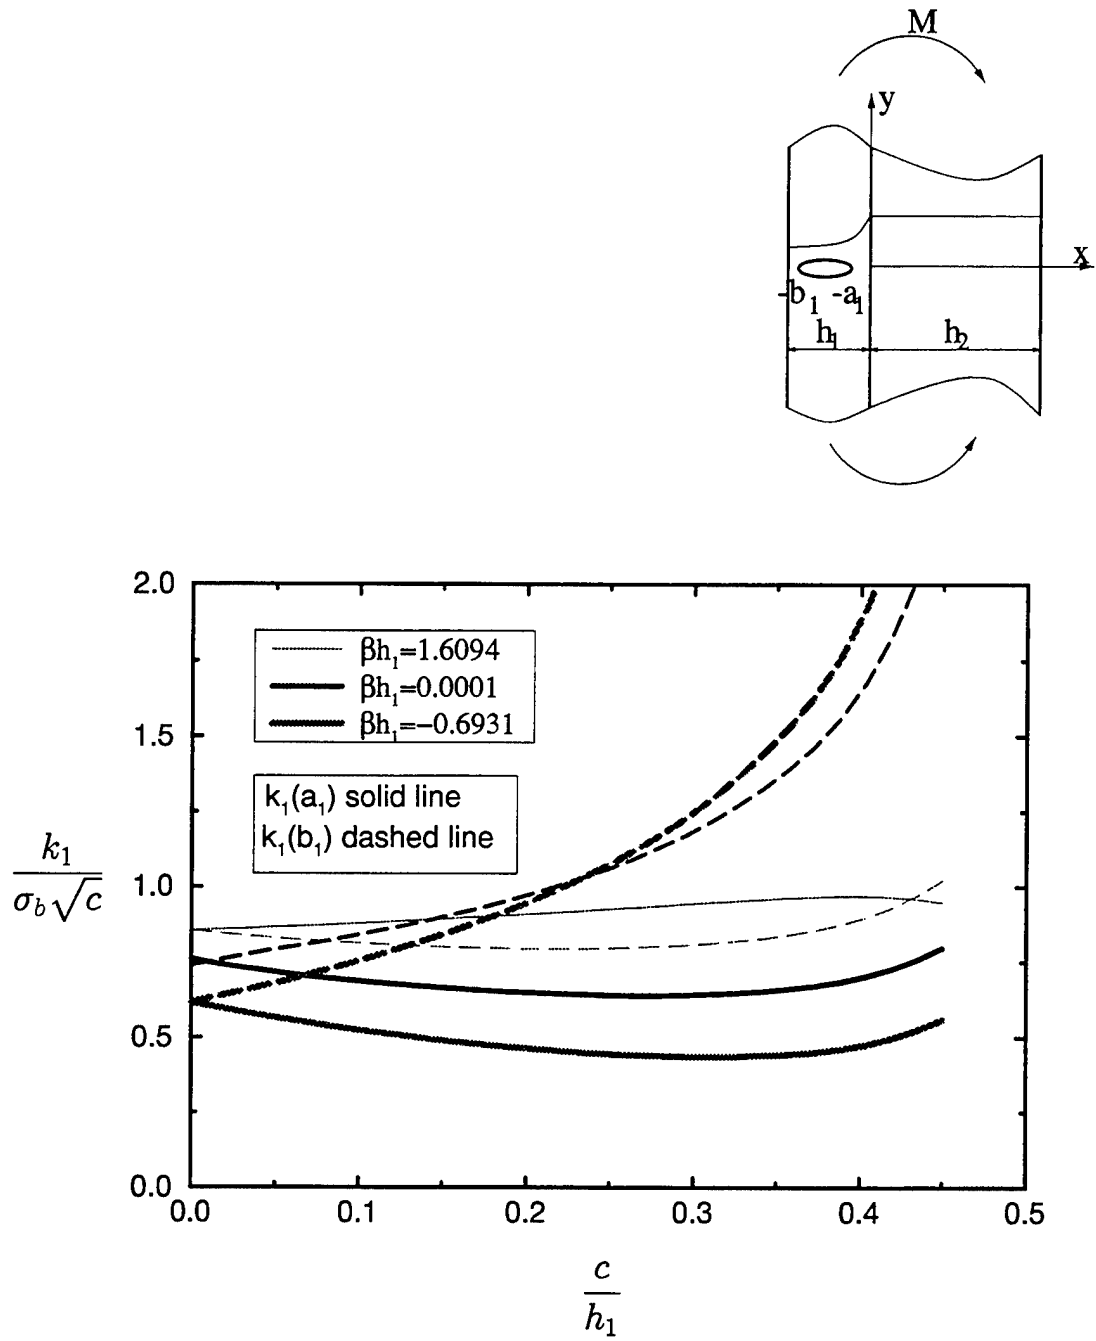 M
y
x
-b₁ -a₁
h₁ h₂
2.0
βh₁=1.6094
βh₁=0.0001
βh₁=-0.6931
1.5
k₁(a₁) solid line
k₁(b₁) dashed line
k₁
σ_b√c
1.0
0.5
0.0
0.0 0.1 0.2 0.3 0.4 0.5
c
h₁